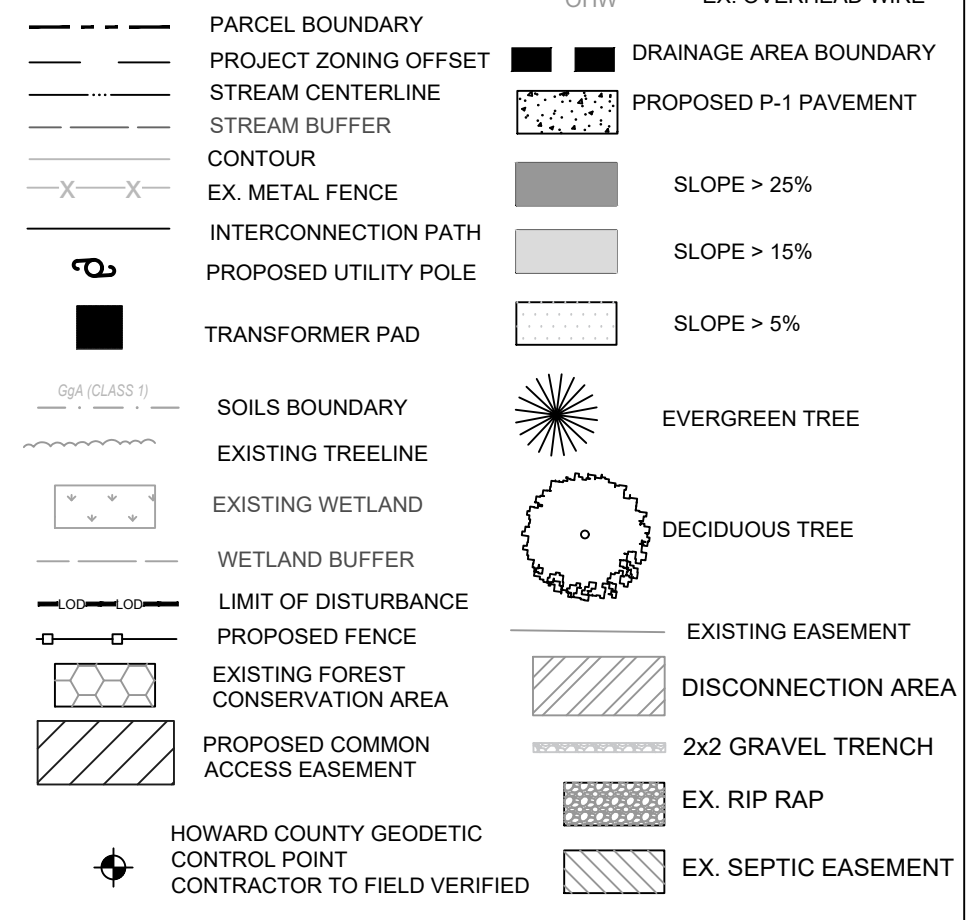 PARCEL BOUNDARY
PROJECT ZONING OFFSET
STREAM CENTERLINE
STREAM BUFFER
CONTOUR
X X
EX. METAL FENCE
INTERCONNECTION PATH
PROPOSED UTILITY POLE
TRANSFORMER PAD
GgA (CLASS 1)
SOILS BOUNDARY
EXISTING TREELINE
EXISTING WETLAND
WETLAND BUFFER
LOD LOD
LIMIT OF DISTURBANCE
PROPOSED FENCE
EXISTING FOREST
CONSERVATION AREA
PROPOSED COMMON
ACCESS EASEMENT
HOWARD COUNTY GEODETIC
CONTROL POINT
CONTRACTOR TO FIELD VERIFIED
OHW
EX. OVERHEAD WIRE
DRAINAGE AREA BOUNDARY
PROPOSED P-1 PAVEMENT
SLOPE > 25%
SLOPE > 15%
SLOPE > 5%
EVERGREEN TREE
DECIDUOUS TREE
EXISTING EASEMENT
DISCONNECTION AREA
2x2 GRAVEL TRENCH
EX. RIP RAP
EX. SEPTIC EASEMENT